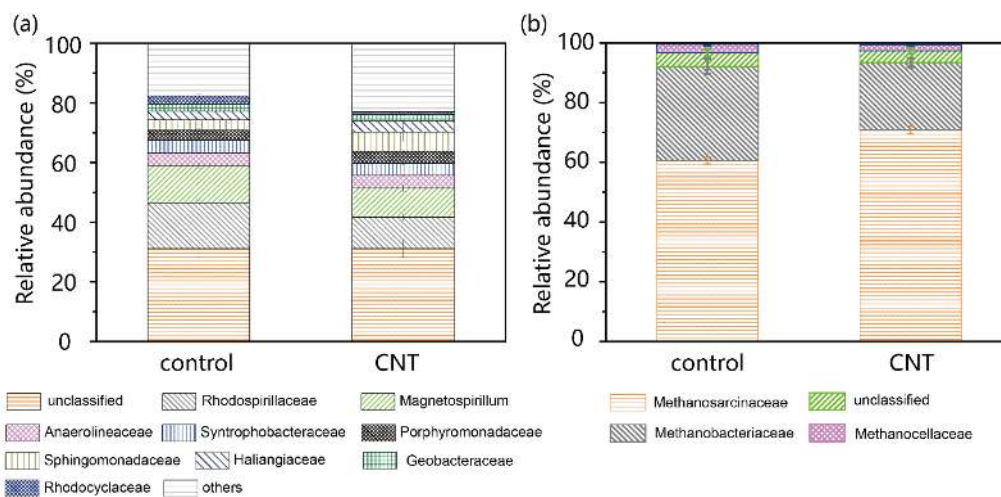 (a)
100
80
60
40
20
0
Relative abundance (%)
control CNT
unclassified Rhodospirillaceae Magnetospirillum
Anaerolineaceae Syntrophobacteraceae Porphyromonadaceae
Sphingomonadaceae Haliangiaceae Geobacteraceae
Rhodocyclaceae others
(b)
100
80
60
40
20
0
Relative abundance (%)
control CNT
Methanosarcinaceae unclassified
Methanobacteriaceae Methanocellaceae